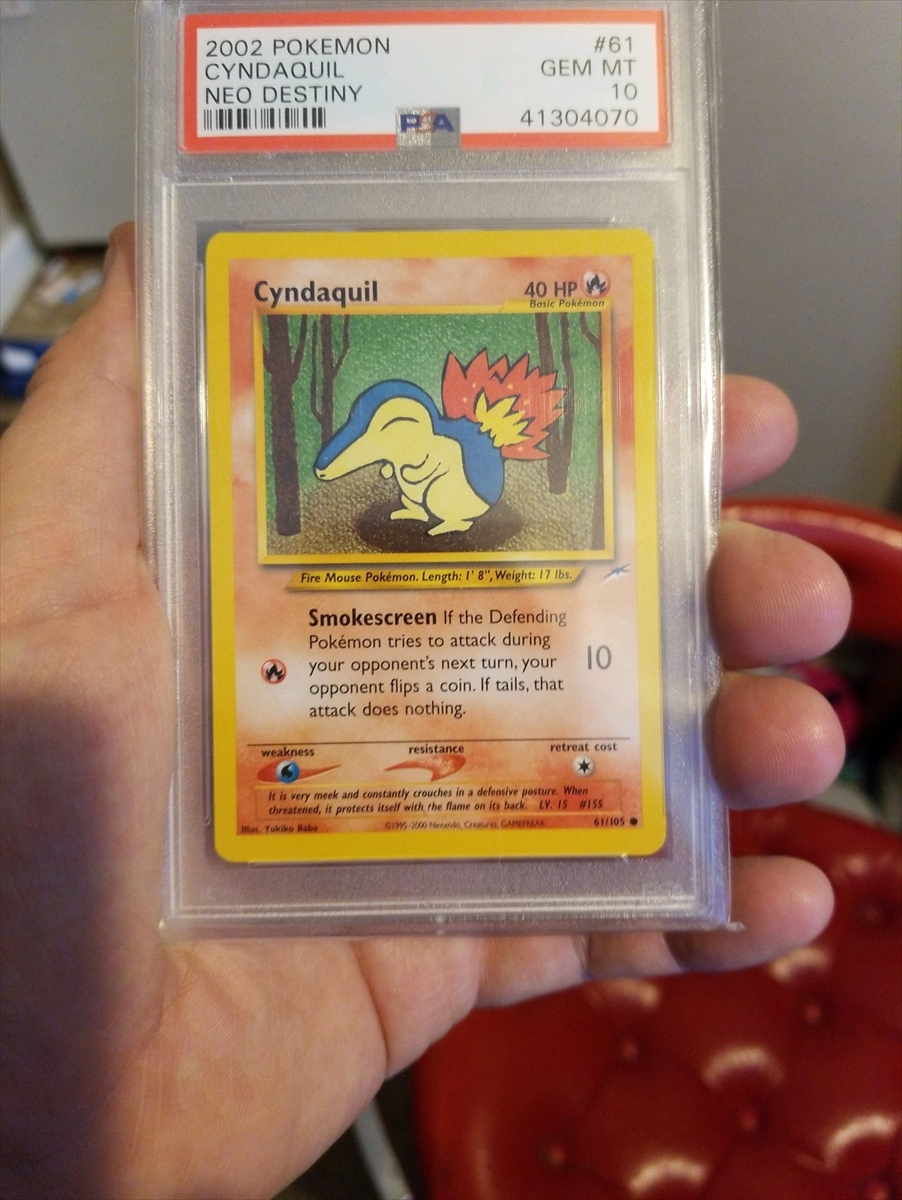 2002 POKEMON #61
CYNDAQUIL GEM MT
NEO DESTINY 10
PSA 41304070
Cyndaquil 40 HP
Basic Pokémon
Fire Mouse Pokémon. Length: 1' 8", Weight: 17 lbs.
Smokescreen If the Defending
Pokémon tries to attack during
your opponent's next turn, your 10
opponent flips a coin. If tails, that
attack does nothing.
weakness resistance retreat cost
It is very meek and constantly crouches in a defensive posture. When
threatened, it protects itself with the flame on its back. LV. 15 #155
Illus. Yukiko Baba ©1995-2000 Nintendo, Creatures, GAMEFREAK. 61/105
PSA